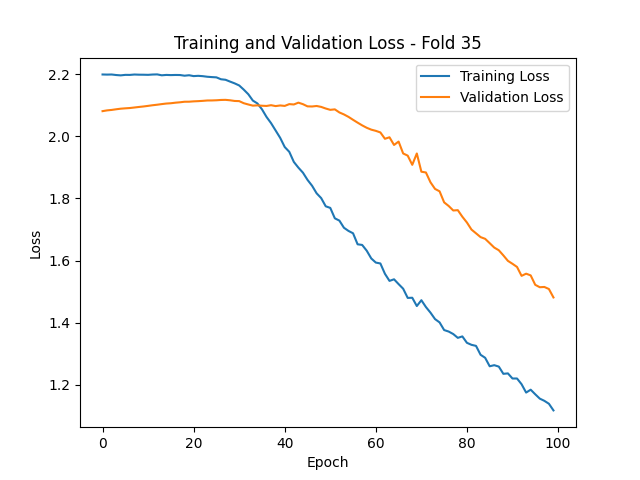 Training and Validation Loss - Fold 35
Training Loss
Validation Loss
Loss
2.2
2.0
1.8
1.6
1.4
1.2
0 20 40 60 80 100
Epoch